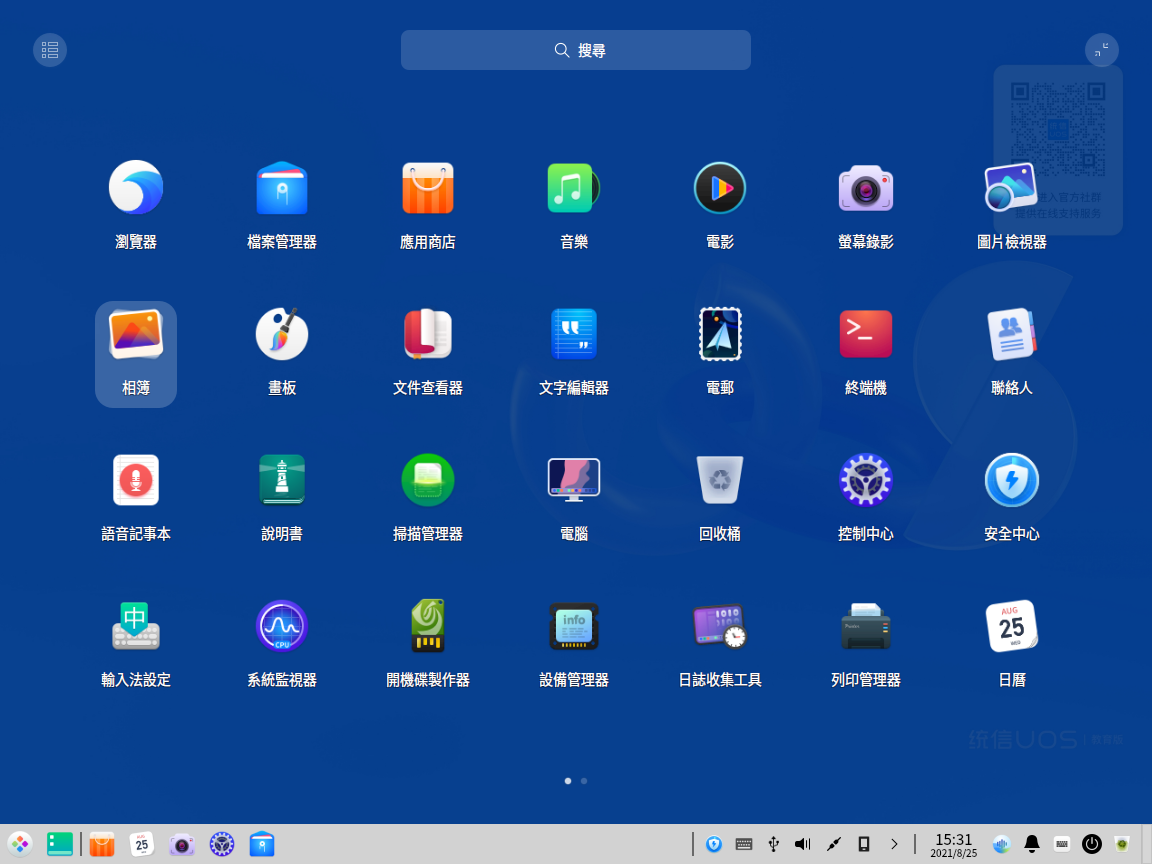 搜尋
进入官方社群
提供在线支持服务
瀏覽器
檔案管理器
應用商店
音樂
電影
螢幕錄影
圖片檢視器
相簿
畫板
文件查看器
文字編輯器
電郵
終端機
聯絡人
語音記事本
說明書
掃描管理器
電腦
回收桶
控制中心
安全中心
中
CPU
info
1010
AUG
25
WED
輸入法設定
系統監視器
開機碟製作器
設備管理器
日誌收集工具
列印管理器
日曆
统信UOS
AUG
25
15:31
2021/8/25